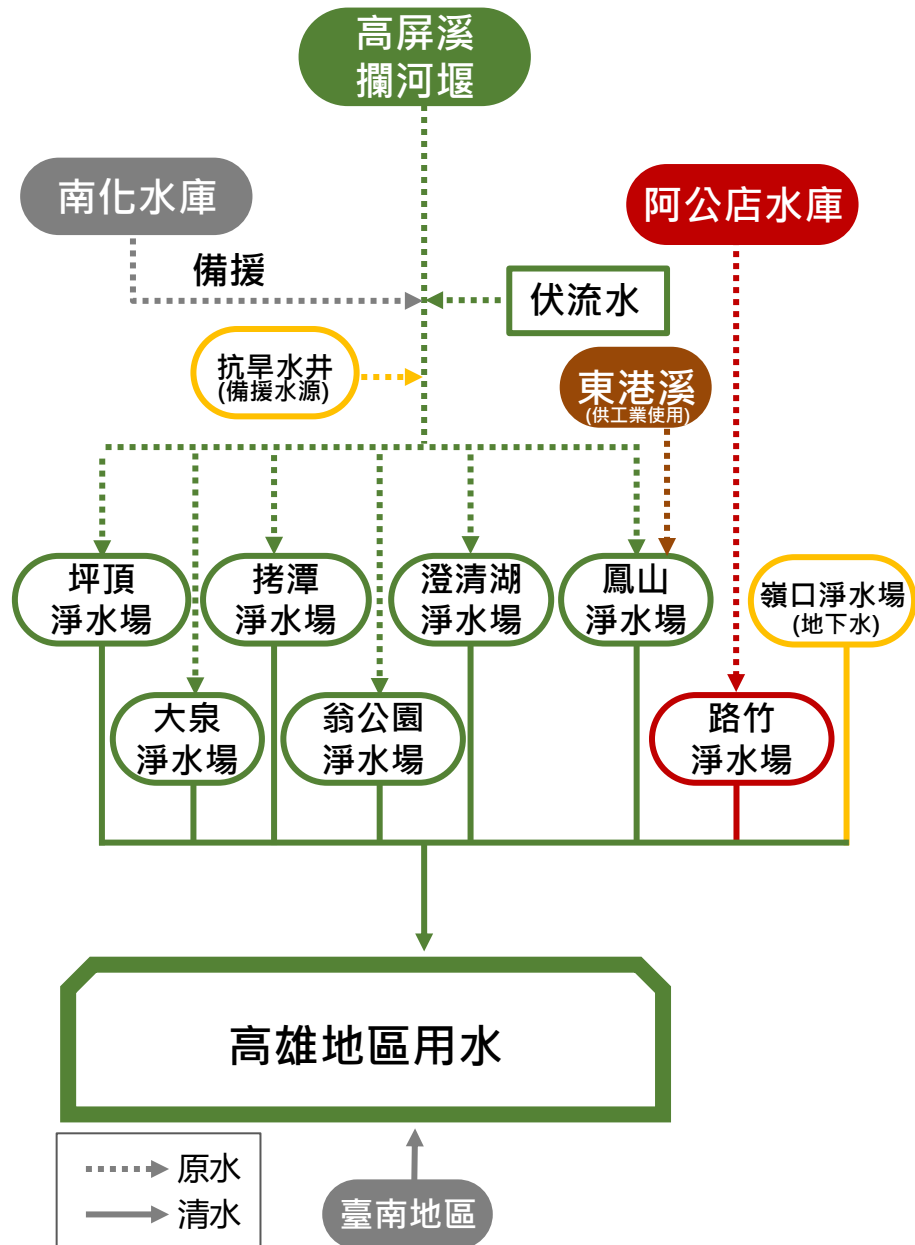 高屏溪
攔河堰
南化水庫
阿公店水庫
備援
伏流水
抗旱水井
(備援水源)
東港溪
(供工業使用)
坪頂
淨水場
拷潭
淨水場
澄清湖
淨水場
鳳山
淨水場
嶺口淨水場
(地下水)
大泉
淨水場
翁公園
淨水場
路竹
淨水場
高雄地區用水
原水
清水
臺南地區